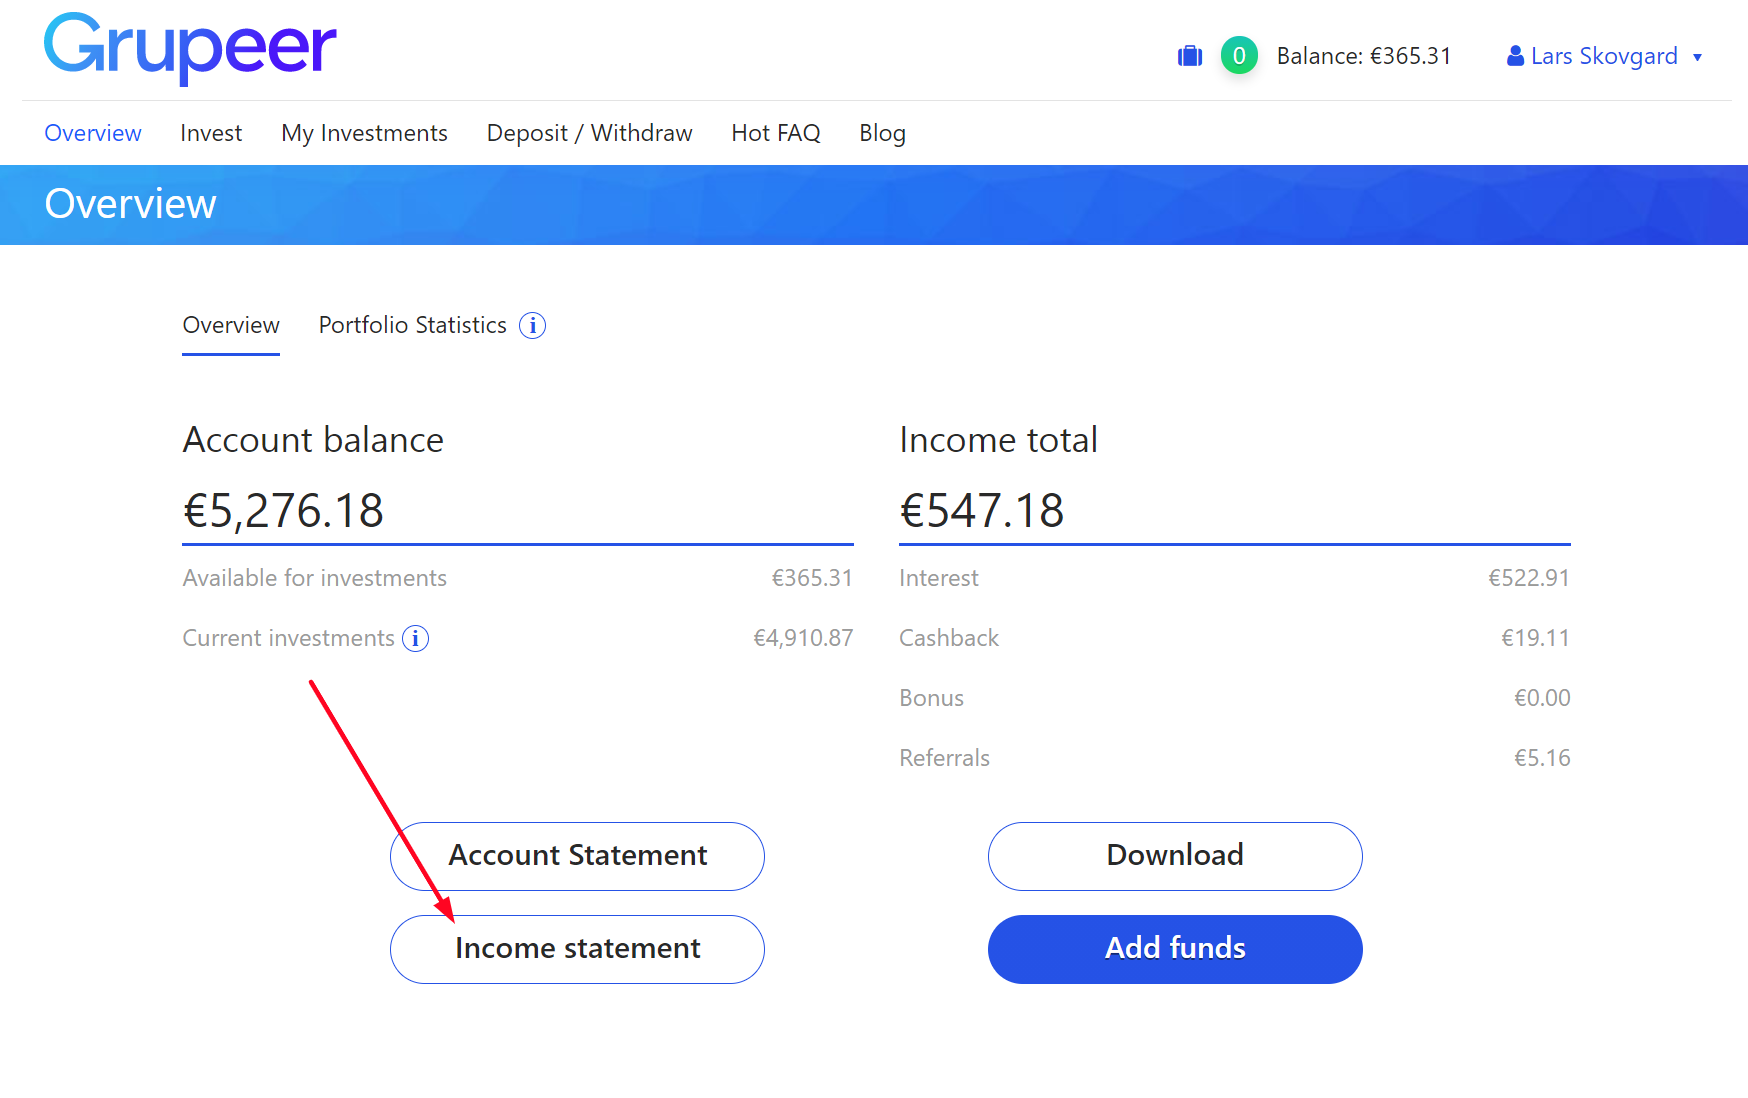 Grupeer
0 Balance: €365.31 Lars Skovgard
Overview Invest My Investments Deposit / Withdraw Hot FAQ Blog
Overview
Overview Portfolio Statistics i
Account balance
€5,276.18
Available for investments €365.31
Current investments i €4,910.87
Income total
€547.18
Interest €522.91
Cashback €19.11
Bonus €0.00
Referrals €5.16
Account Statement
Download
Income statement
Add funds